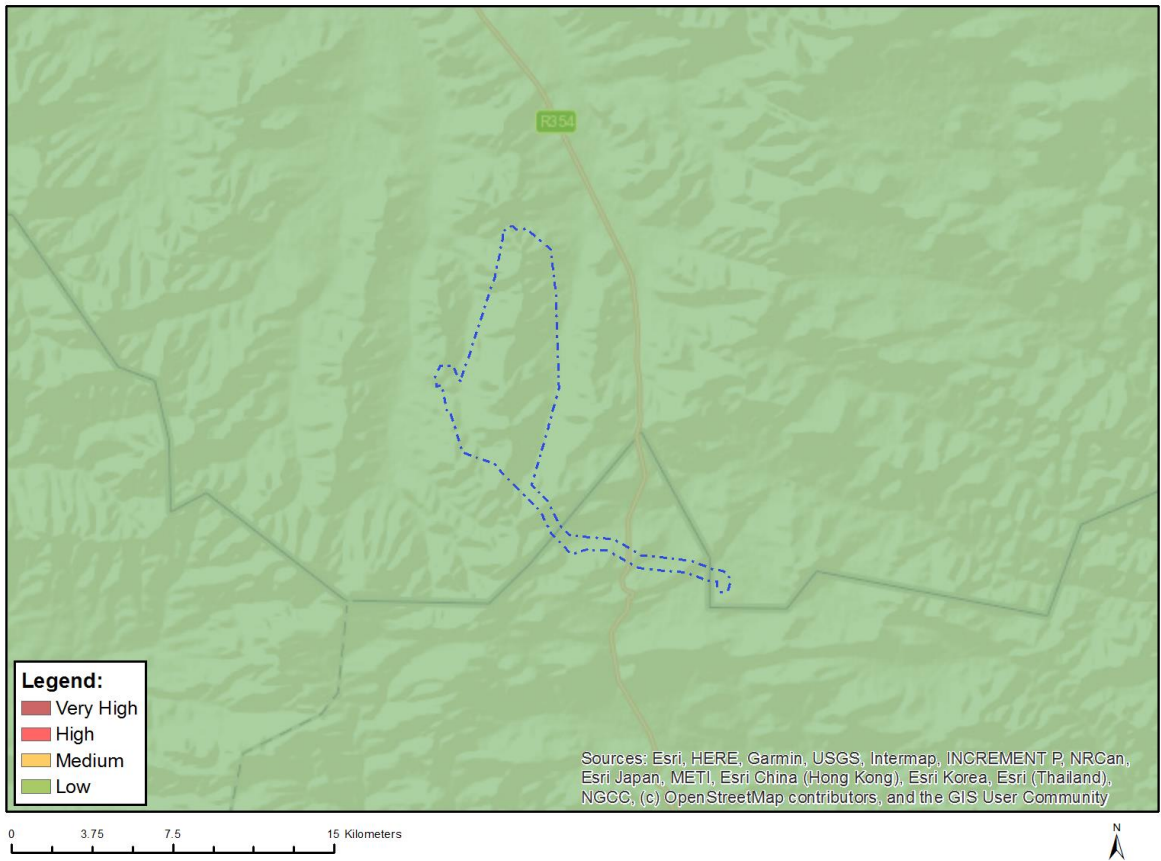 R354
Legend:
Very High
High
Medium
Low
Sources: Esri, HERE, Garmin, USGS, Intermap, INCREMENT P, NRCan,
Esri Japan, METI, Esri China (Hong Kong), Esri Korea, Esri (Thailand),
NGCC, (c) OpenStreetMap contributors, and the GIS User Community
0 3.75 7.5 15 Kilometers
N